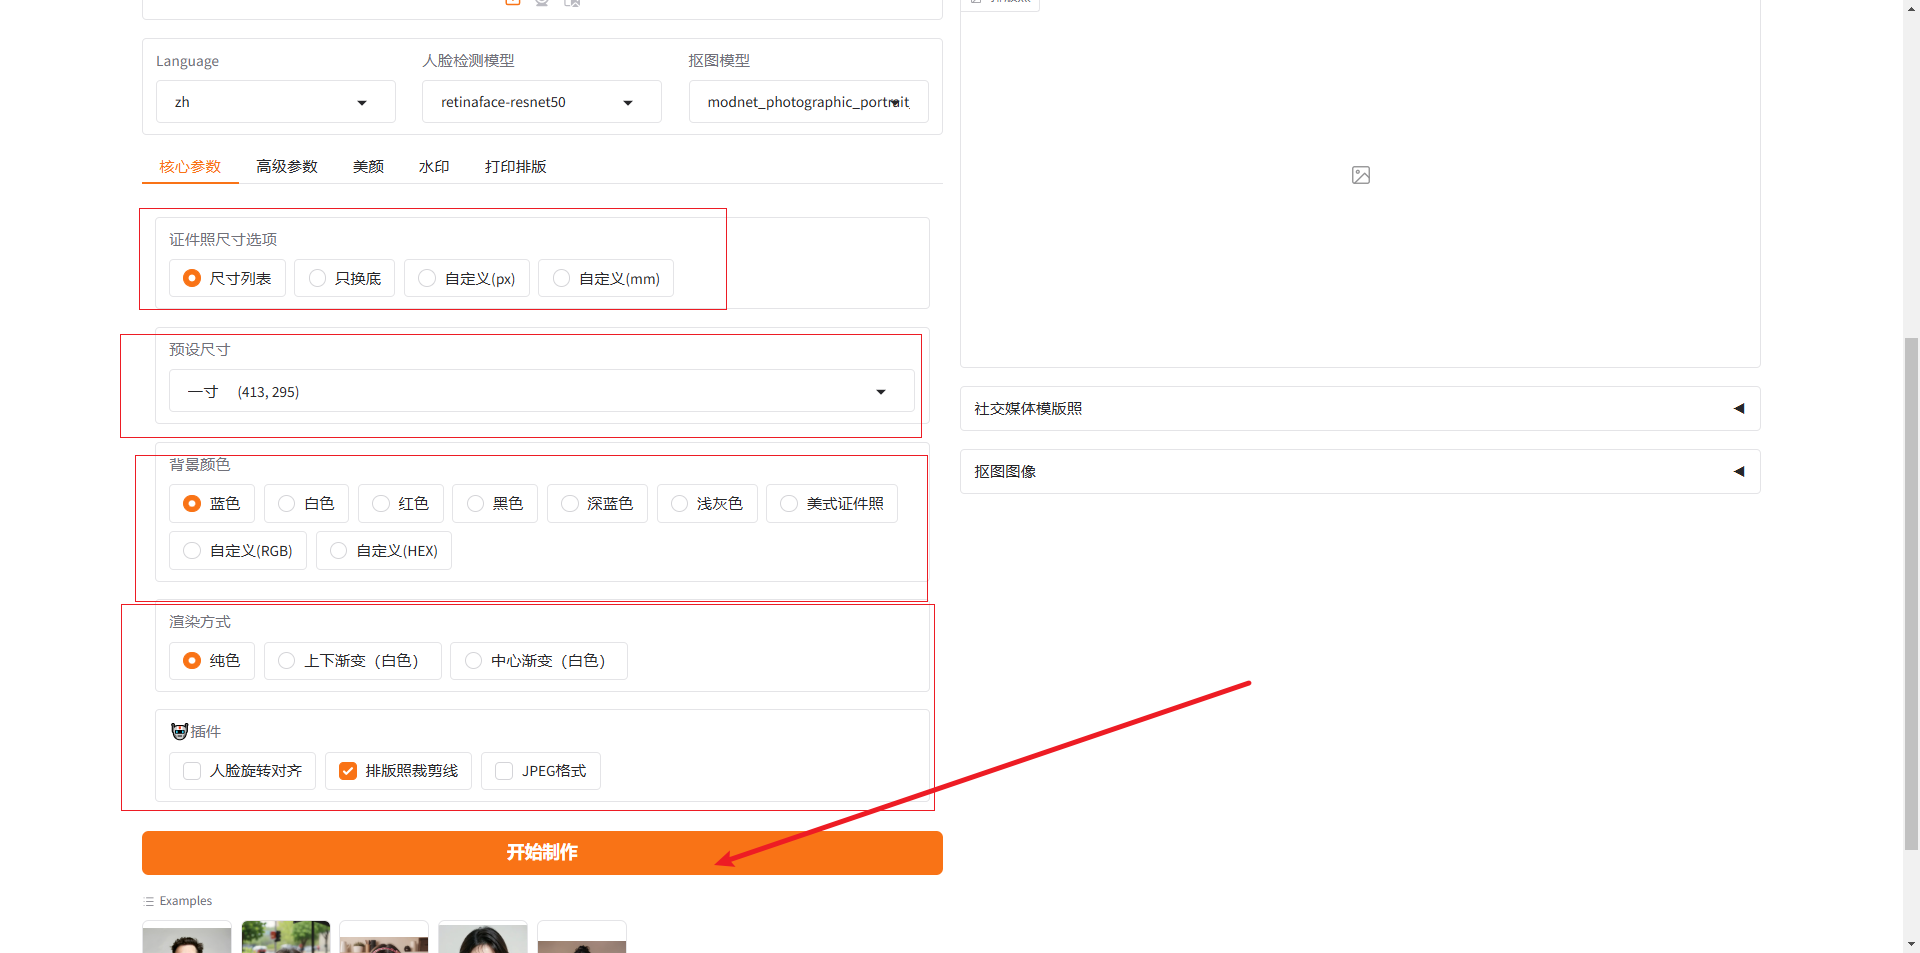 Language
人脸检测模型
抠图模型
zh
retinaface-resnet50
modnet_photographic_portrait
核心参数
高级参数
美颜
水印
打印排版
证件照尺寸选项
尺寸列表
只换底
自定义(px)
自定义(mm)
预设尺寸
一寸 (413, 295)
背景颜色
蓝色
白色
红色
黑色
深蓝色
浅灰色
美式证件照
自定义(RGB)
自定义(HEX)
渲染方式
纯色
上下渐变（白色）
中心渐变（白色）
插件
人脸旋转对齐
排版照裁剪线
JPEG格式
开始制作
Examples
社交媒体模版照
抠图图像